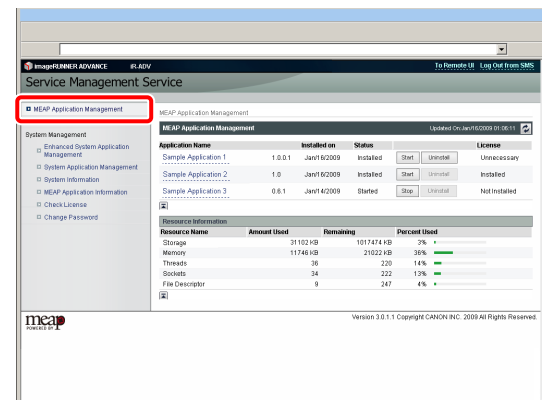 imageRUNNER ADVANCE iR-ADV To Remote UI Log Out from SMS
Service Management Service
MEAP Application Management
MEAP Application Management
System Management
Enhanced System Application Management
System Application Management
System Information
MEAP Application Information
Check License
Change Password
MEAP Application Management Updated On:Jan/16/2009 01:06:11
Application Name Installed on Status License
Sample Application 1 1.0.0.1 Jan/16/2009 Installed Start Uninstall Unnecessary
Sample Application 2 1.0 Jan/16/2009 Installed Start Uninstall Installed
Sample Application 3 0.6.1 Jan/14/2009 Started Stop Uninstall Not Installed
Resource Information
Resource Name Amount Used Remaining Percent Used
Storage 31102 KB 1017474 KB 3%
Memory 11746 KB 21022 KB 36%
Threads 36 220 14%
Sockets 34 222 13%
File Descriptor 9 247 4%
meap
POWERED BY
Version 3.0.1.1 Copyright CANON INC. 2009 All Rights Reserved.